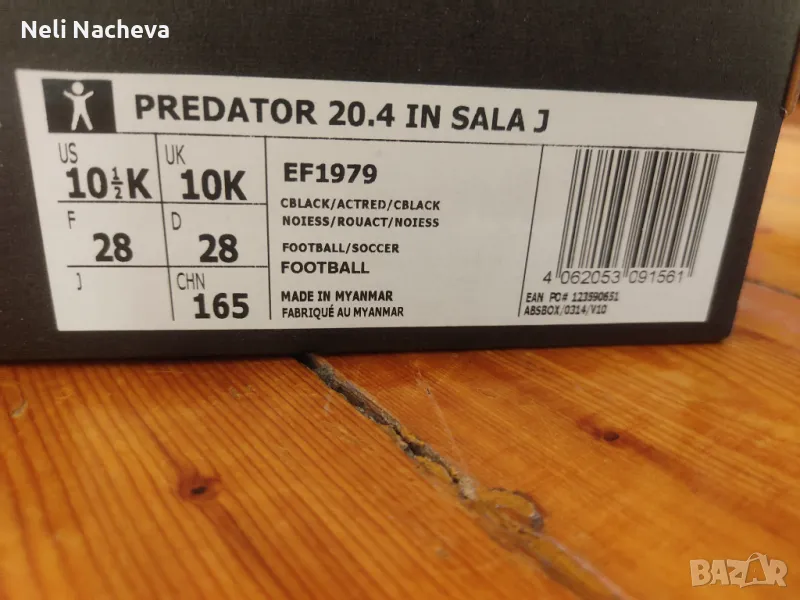 Neli Nacheva
PREDATOR 20.4 IN SALA J
US
10½K
UK
10K
F
28
D
28
J
CHN
165
EF1979
CBLACK/ACTRED/CBLACK
NOIESS/ROUACT/NOIESS
FOOTBALL/SOCCER
FOOTBALL
MADE IN MYANMAR
FABRIQUÉ AU MYANMAR
4 062053 091561
EAN PO# 123590651
ABSBOX/0314/V10
BAZAR